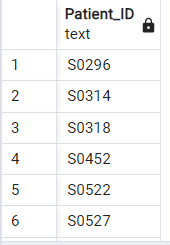 Patient_ID
text
1 S0296
2 S0314
3 S0318
4 S0452
5 S0522
6 S0527